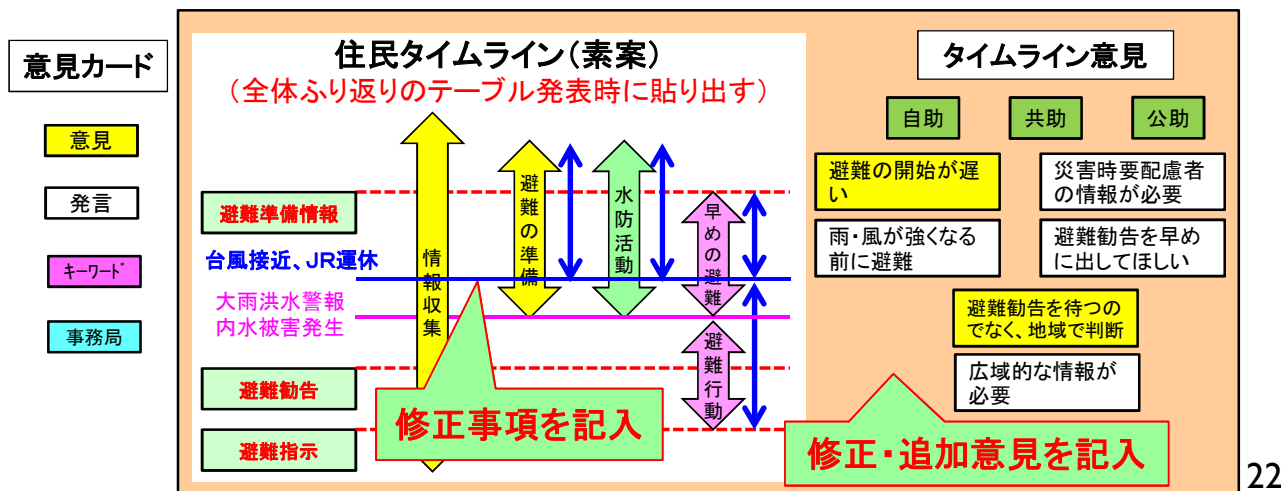 意見カード
意見
発言
キーワード
事務局
住民タイムライン（素案）
（全体ふり返りのテーブル発表時に貼り出す）
避難準備情報
台風接近、JR運休
大雨洪水警報
内水被害発生
避難勧告
避難指示
情報収集
避難の準備
水防活動
早めの避難
避難行動
修正事項を記入
タイムライン意見
自助
共助
公助
避難の開始が遅
い
災害時要配慮者
の情報が必要
雨・風が強くなる
前に避難
避難勧告を早め
に出してほしい
避難勧告を待つの
でなく、地域で判断
広域的な情報が
必要
修正・追加意見を記入
22